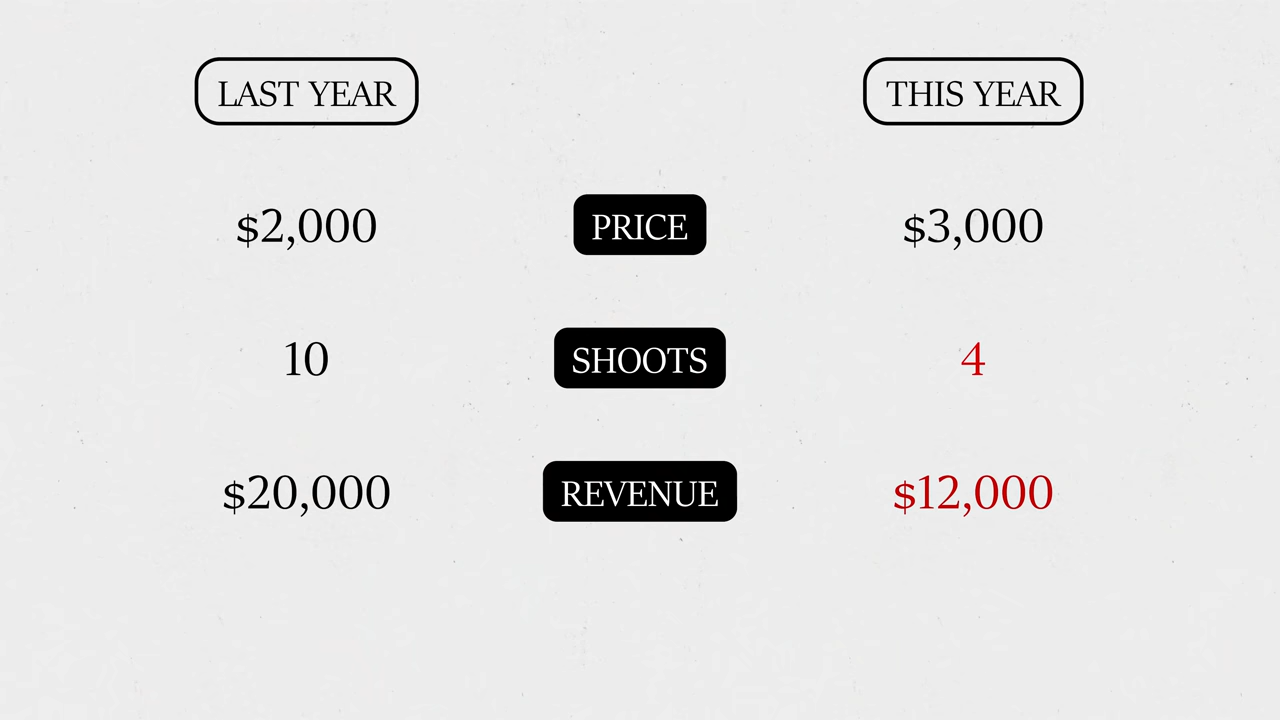 LAST YEAR THIS YEAR
$2,000 PRICE $3,000
10 SHOOTS 4
$20,000 REVENUE $12,000